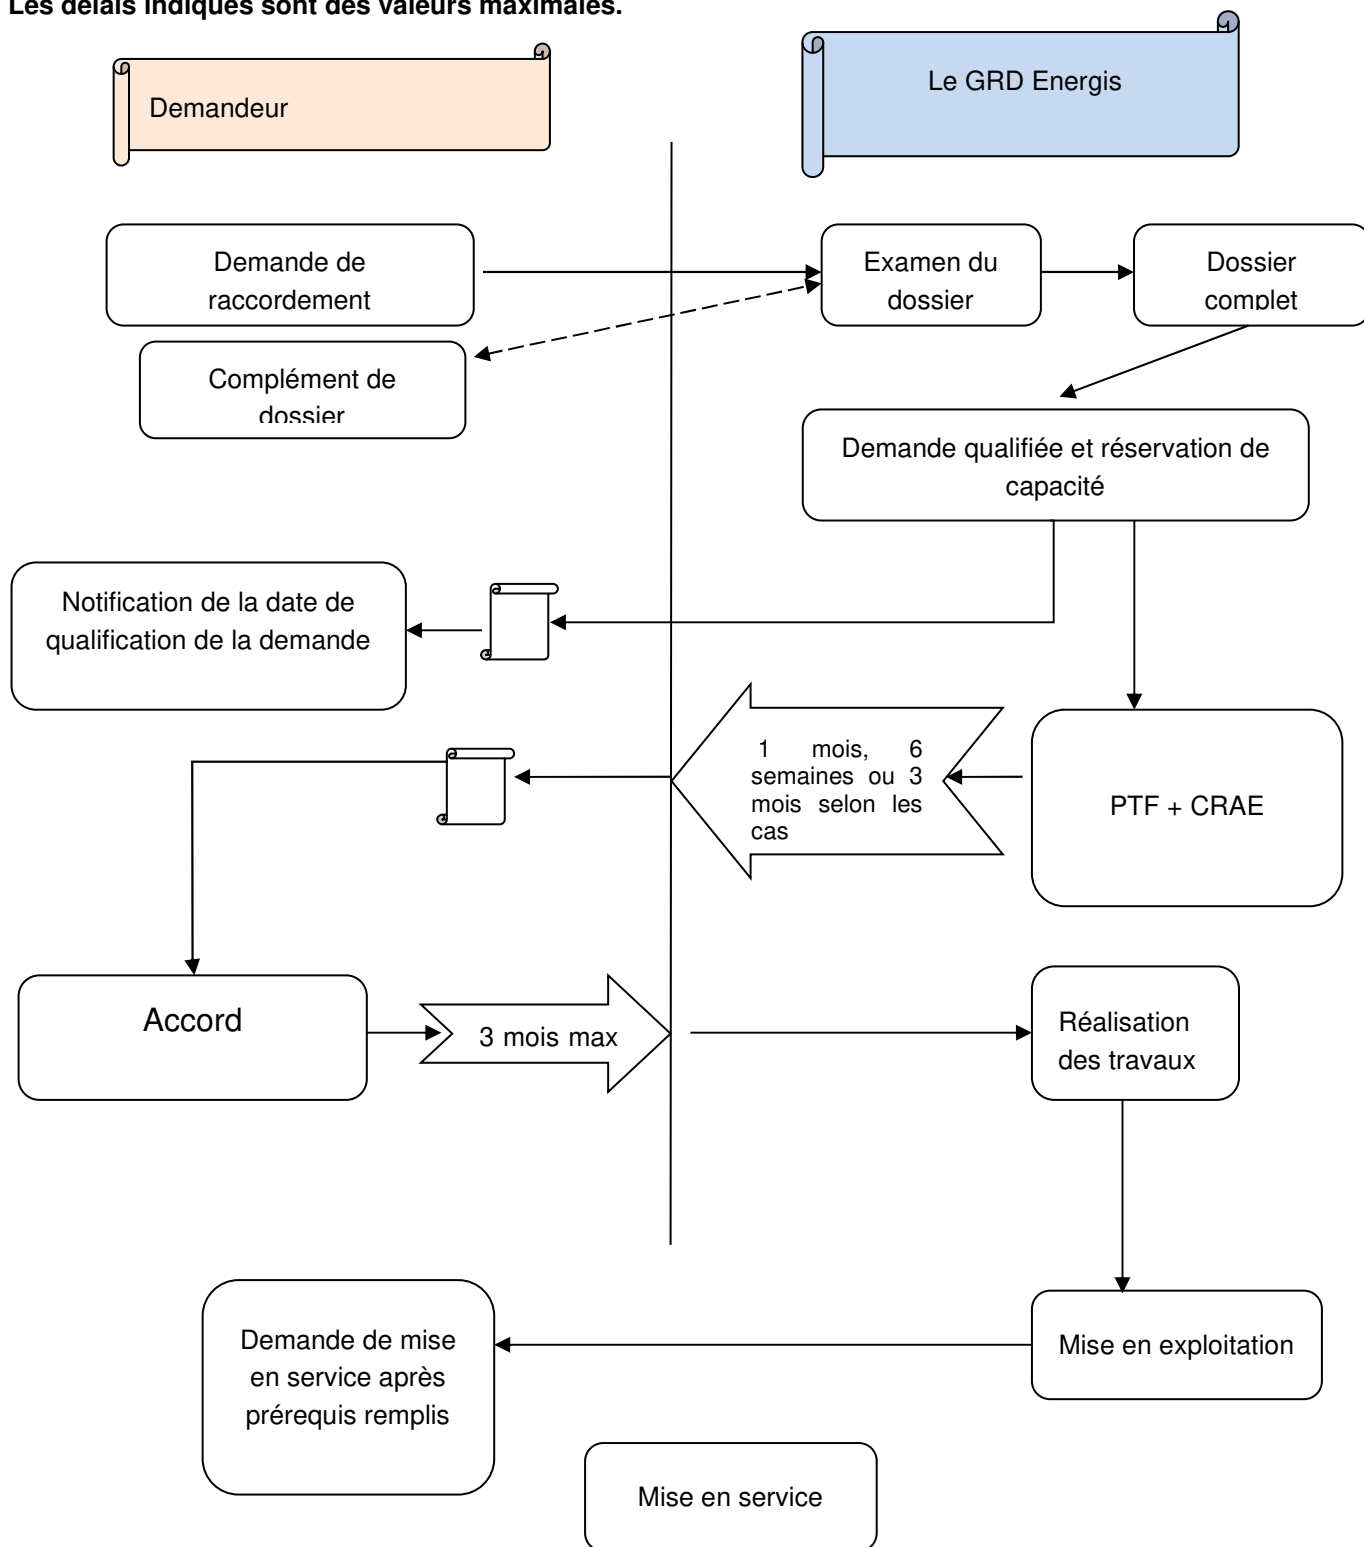 Les délais indiqués sont des valeurs maximales.
Demandeur
Le GRD Energis
Demande de
raccordement
Examen du
dossier
Dossier
complet
Complément de
dossier
Demande qualifiée et réservation de
capacité
Notification de la date de
qualification de la demande
1 mois, 6
semaines ou 3
mois selon les
cas
PTF + CRAE
Accord
3 mois max
Réalisation
des travaux
Demande de mise
en service après
prérequis remplis
Mise en exploitation
Mise en service